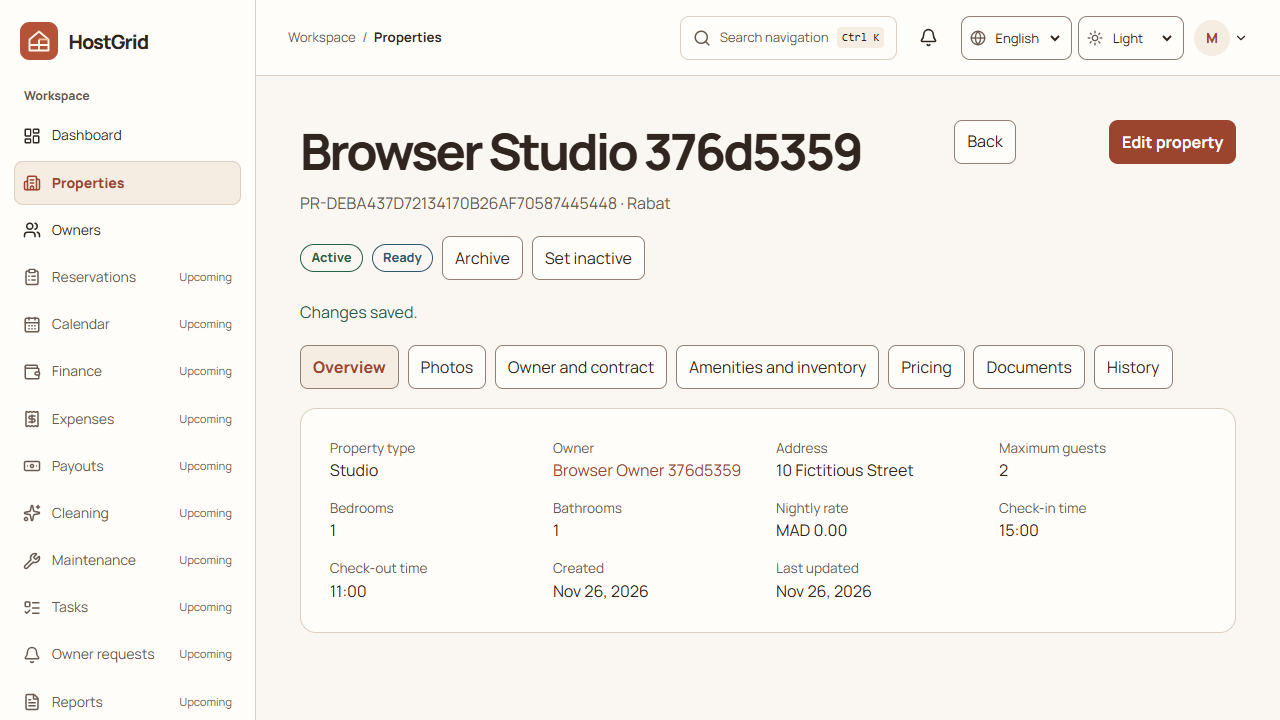 HostGrid
Workspace
Dashboard
Properties
Owners
Reservations Upcoming
Calendar Upcoming
Finance Upcoming
Expenses Upcoming
Payouts Upcoming
Cleaning Upcoming
Maintenance Upcoming
Tasks Upcoming
Owner requests Upcoming
Reports Upcoming
Workspace / Properties
Search navigation Ctrl K
English
Light
M
Browser Studio 376d5359
Back
Edit property
PR-DEBA437D72134170B26AF70587445448 · Rabat
Active Ready Archive Set inactive
Changes saved.
Overview Photos Owner and contract Amenities and inventory Pricing Documents History
Property type Owner Address Maximum guests
Studio Browser Owner 376d5359 10 Fictitious Street 2
Bedrooms Bathrooms Nightly rate Check-in time
1 1 MAD 0.00 15:00
Check-out time Created Last updated
11:00 Nov 26, 2026 Nov 26, 2026